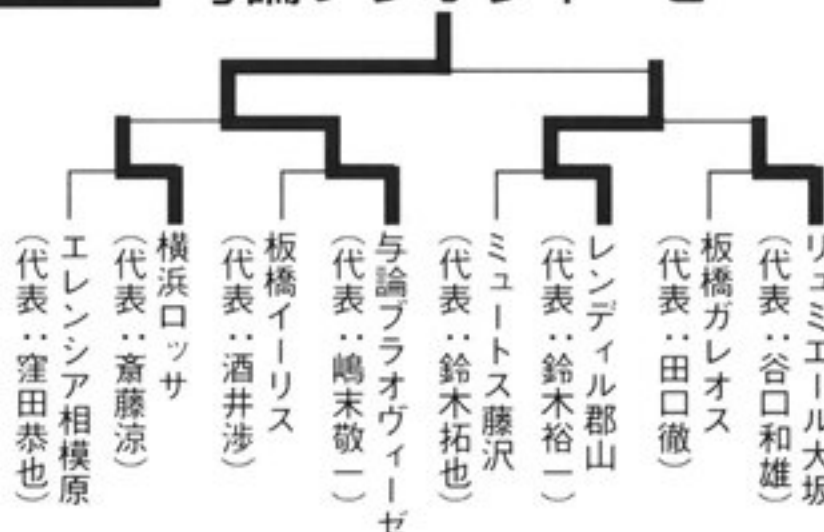 リュミエール大阪
（代表：谷口和雄）
板橋ガレオス
（代表：田口徹）
レンディル郡山
（代表：鈴木裕一）
ミュートス藤沢
（代表：鈴木拓也）
与論ブラオヴィーゼ
（代表：嶋末敬一）
板橋イーリス
（代表：酒井渉）
横浜ロッサ
（代表：斎藤涼）
エレンシア相模原
（代表：窪田恭也）